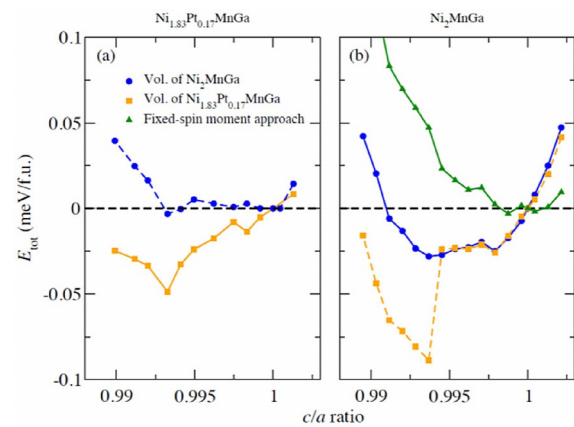 Ni1.83Pt0.17MnGa
Ni2MnGa
0.1
(a)
(b)
Vol. of Ni2MnGa
Vol. of Ni1.83Pt0.17MnGa
Fixed-spin moment approach
0.05
0
-0.05
-0.1
Etot (meV/f.u.)
0.99 0.995 1 0.99 0.995 1
c/a ratio